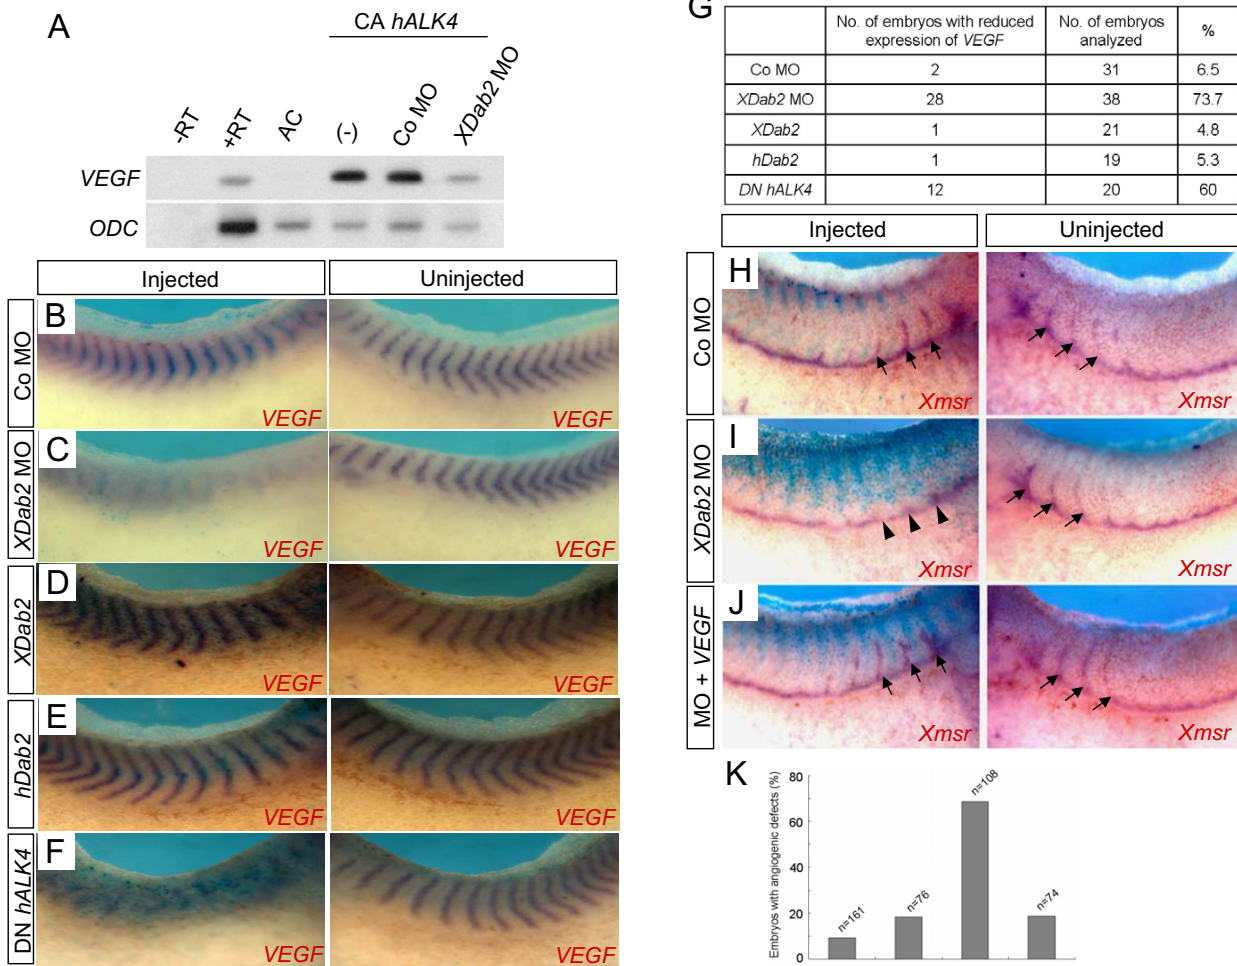 A
CA hALK4
-RT
+RT
AC
(-)
Co MO
XDab2 MO
VEGF
ODC
Injected
Uninjected
Co MO
B
VEGF
VEGF
XDab2 MO
C
VEGF
VEGF
XDab2
D
VEGF
VEGF
hDab2
E
VEGF
VEGF
DN hALK4
F
VEGF
VEGF
G
No. of embryos with reduced
expression of VEGF
No. of embryos
analyzed
%
Co MO 2 31 6.5
XDab2 MO 28 38 73.7
XDab2 1 21 4.8
hDab2 1 19 5.3
DN hALK4 12 20 60
Injected
Uninjected
Co MO
H
Xmsr
Xmsr
XDab2 MO
I
Xmsr
Xmsr
MO + VEGF
J
Xmsr
Xmsr
K
Embryos with angiogenic defects (%)
80
60
40
20
0
n=161
n=76
n=108
n=74